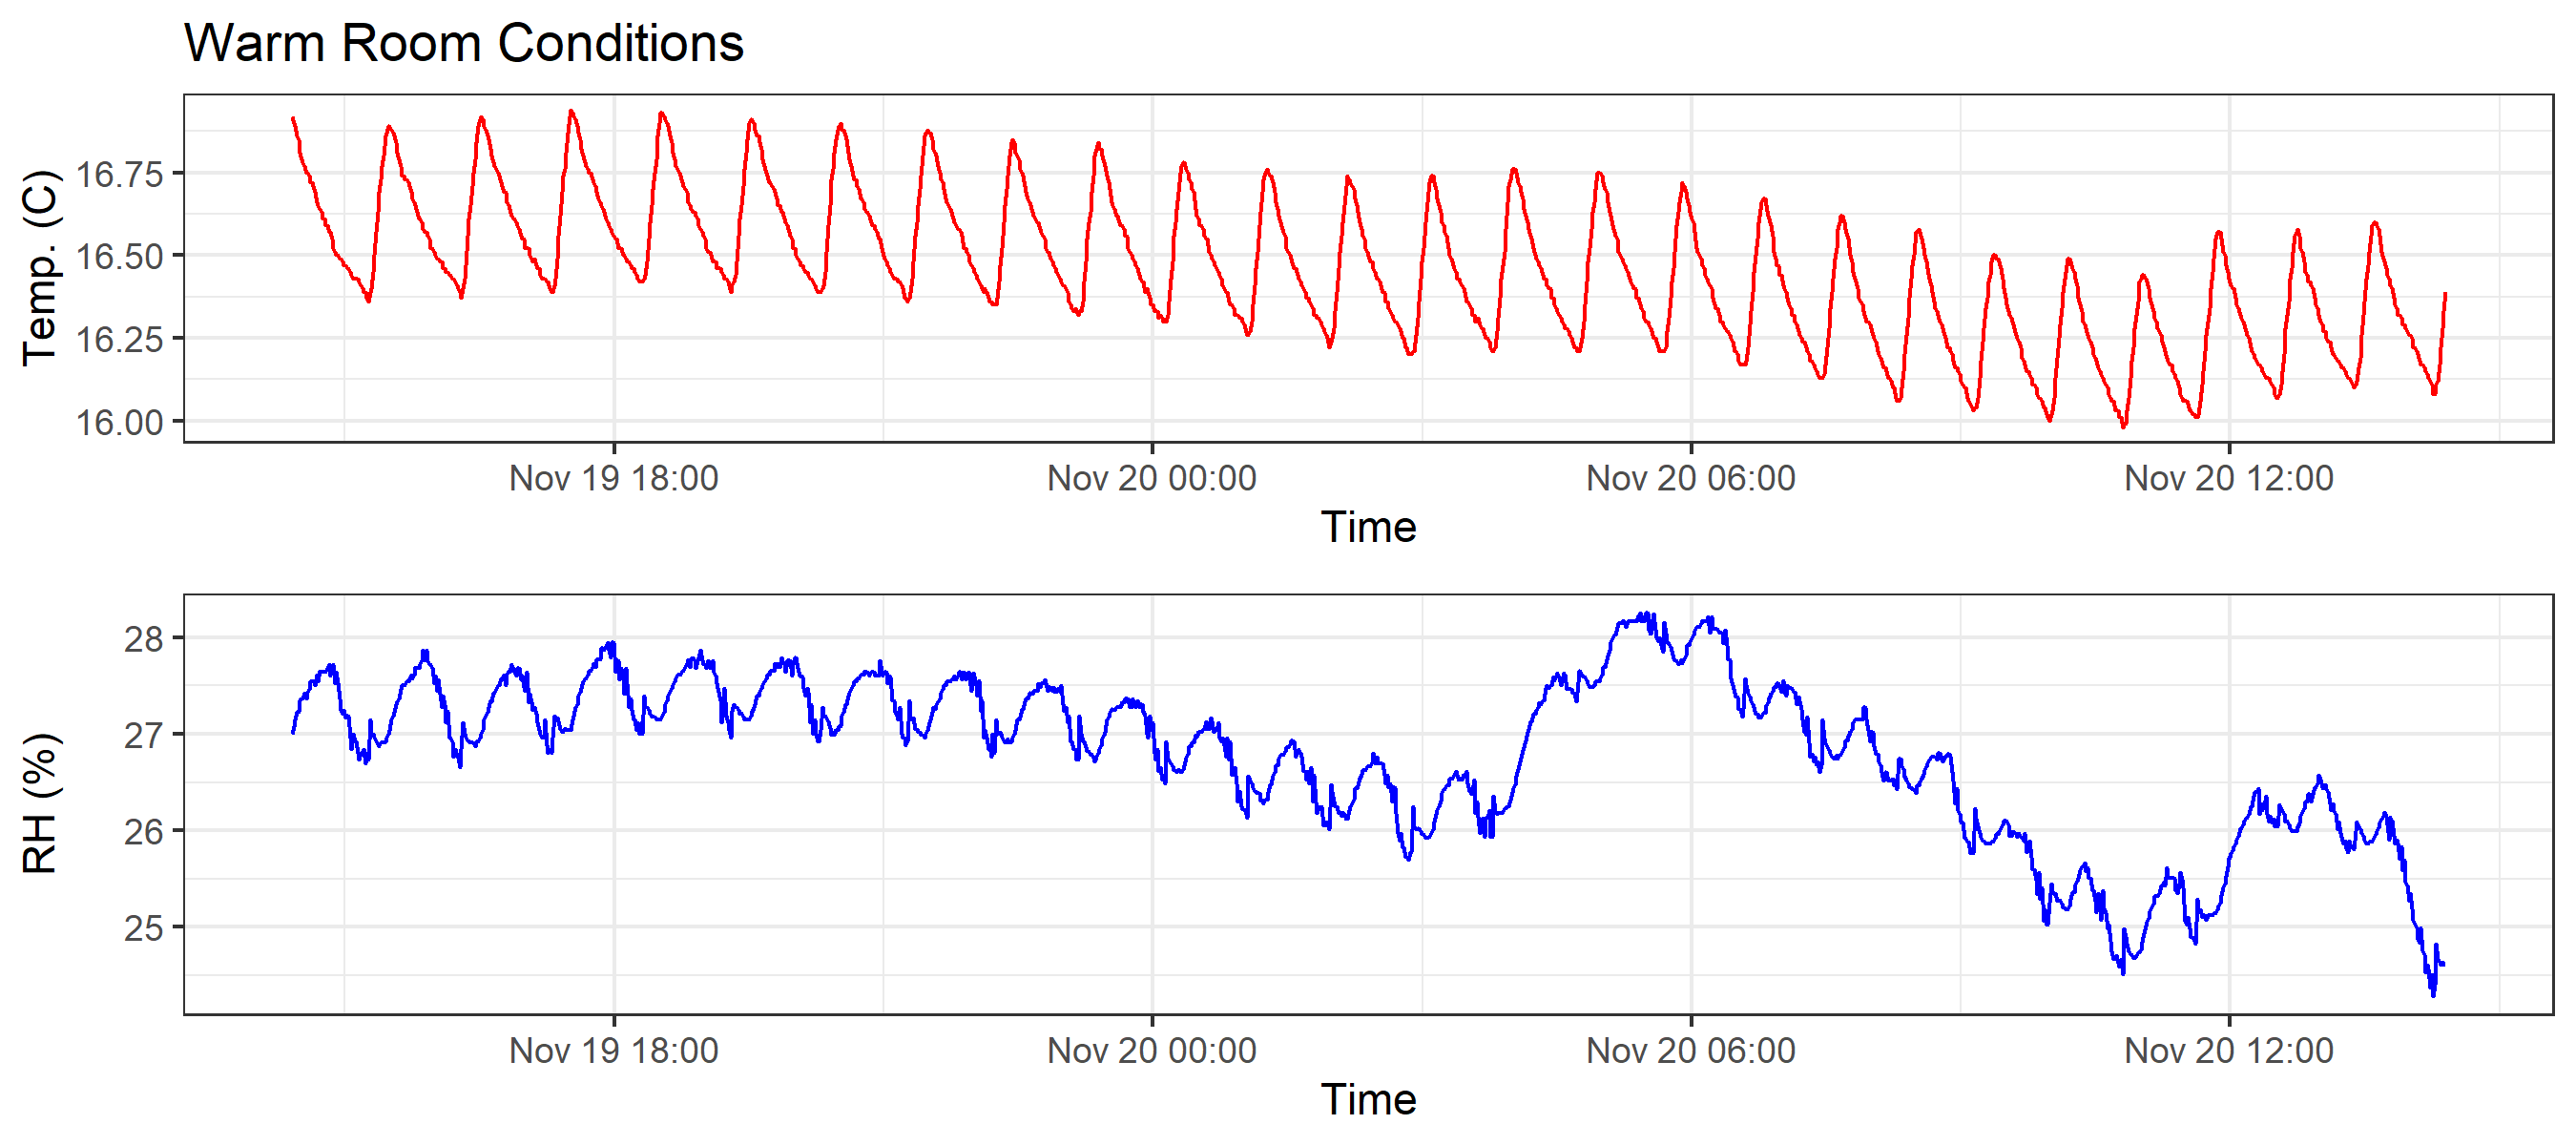 Warm Room Conditions
Temp. (C)
16.75
16.50
16.25
16.00
Nov 19 18:00 Nov 20 00:00 Nov 20 06:00 Nov 20 12:00
Time
RH (%)
28
27
26
25
Nov 19 18:00 Nov 20 00:00 Nov 20 06:00 Nov 20 12:00
Time